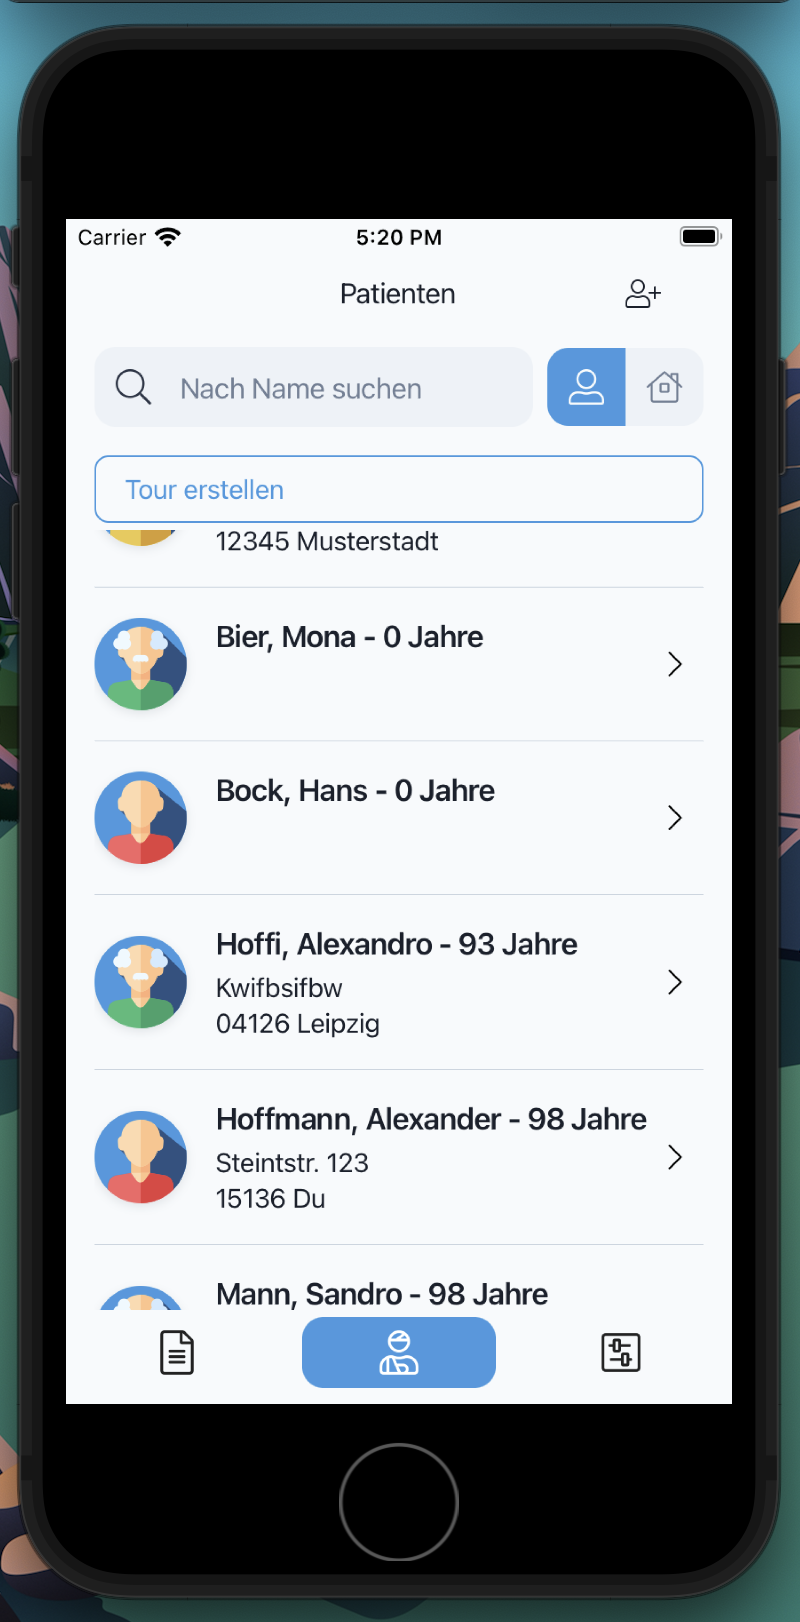 Carrier 5:20 PM
Patienten
Nach Name suchen
Tour erstellen
12345 Musterstadt
Bier, Mona - 0 Jahre
Bock, Hans - 0 Jahre
Hoffi, Alexandro - 93 Jahre
Kwifbsifbw
04126 Leipzig
Hoffmann, Alexander - 98 Jahre
Steintstr. 123
15136 Du
Mann, Sandro - 98 Jahre